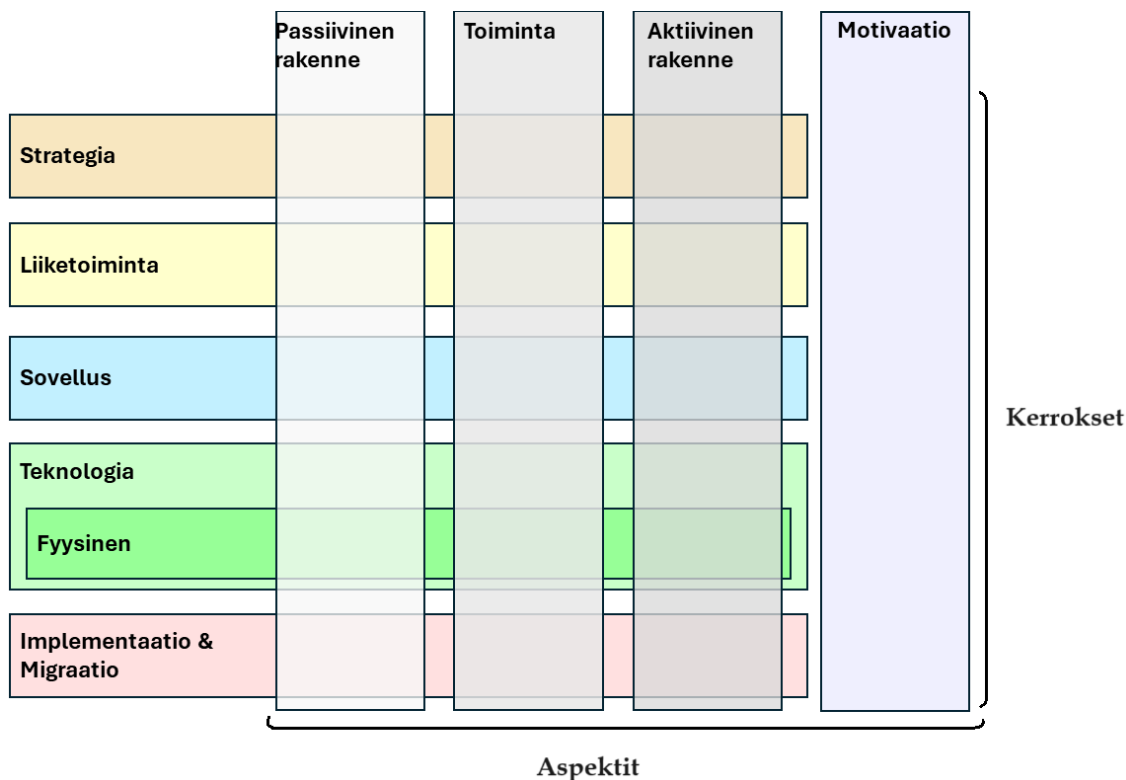 Passiivinen
rakenne
Toiminta
Aktiivinen
rakenne
Motivaatio
Strategia
Liiketoiminta
Sovellus
Kerrokset
Teknologia
Fyysinen
Implementaatio &
Migraatio
Aspektit